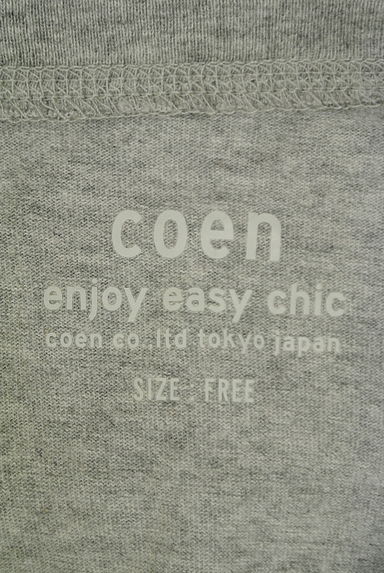 coen
enjoy easy chic
coen co.,ltd tokyo japan
SIZE : FREE